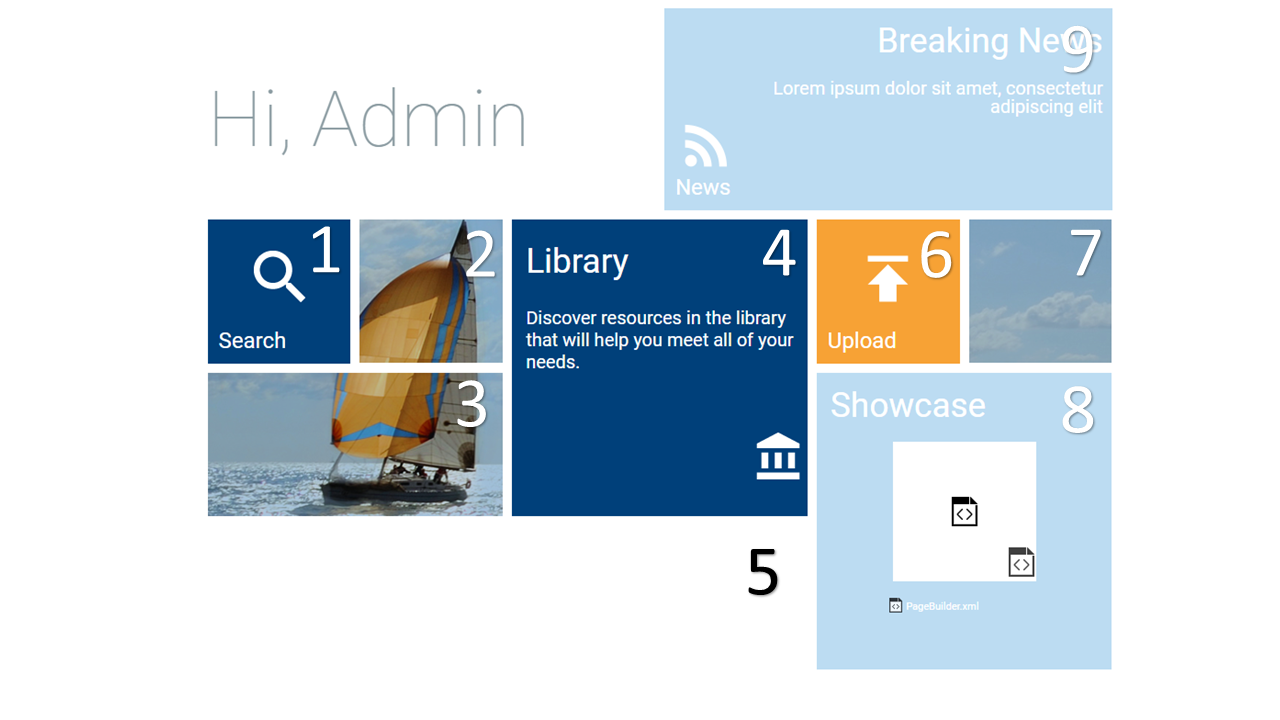 Hi, Admin
Breaking News
9
Lorem ipsum dolor sit amet, consectetur
adipiscing elit
News
1
Search
2
3
Library
4
Discover resources in the library
that will help you meet all of your
needs.
5
6
Upload
7
Showcase
8
PageBuilder.xml